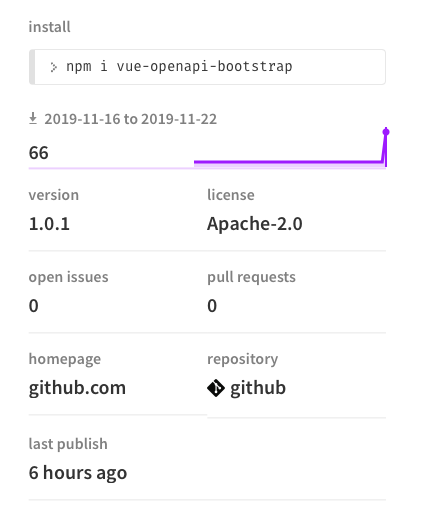 install
> npm i vue-openapi-bootstrap
2019-11-16 to 2019-11-22
66
version
license
1.0.1
Apache-2.0
open issues
pull requests
0
0
homepage
repository
github.com
github
last publish
6 hours ago